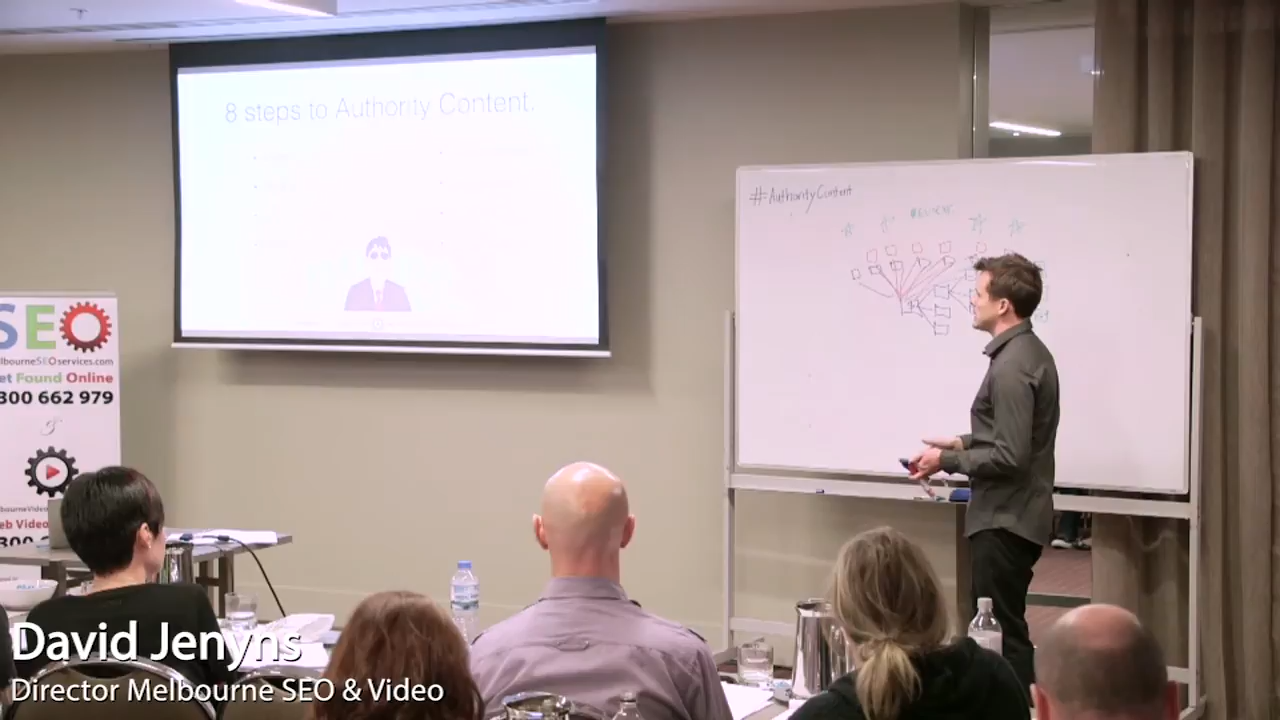 8 steps to Authority Content.
#AuthorityContent
SEO
lbourneSEOservices.com
et Found Online
300 662 979
&
bourneVideo
eb Video
David Jenyns
Director Melbourne SEO & Video